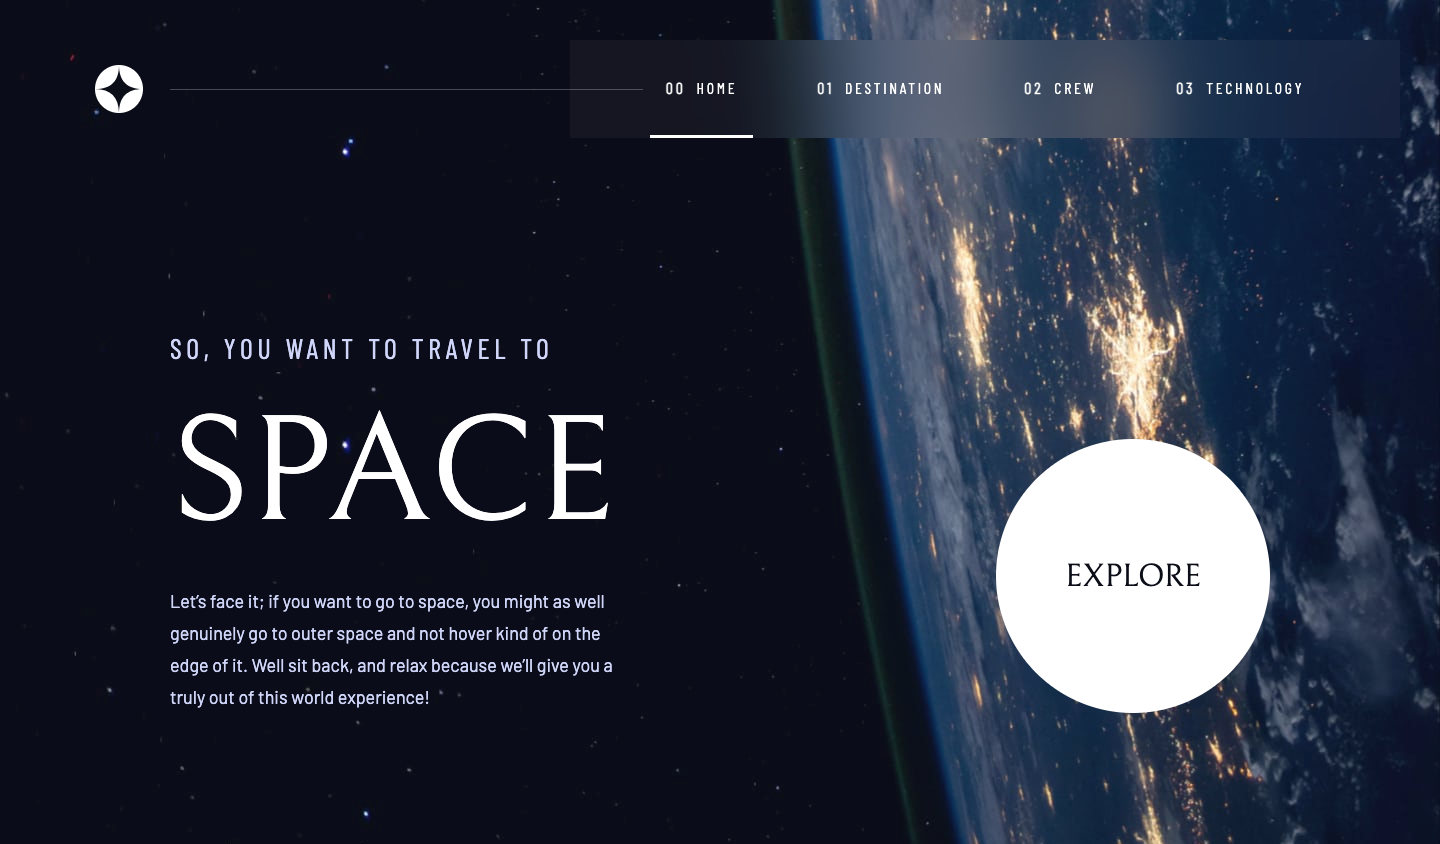 00 HOME 01 DESTINATION 02 CREW 03 TECHNOLOGY
SO, YOU WANT TO TRAVEL TO
SPACE
Let’s face it; if you want to go to space, you might as well
genuinely go to outer space and not hover kind of on the
edge of it. Well sit back, and relax because we’ll give you a
truly out of this world experience!
EXPLORE